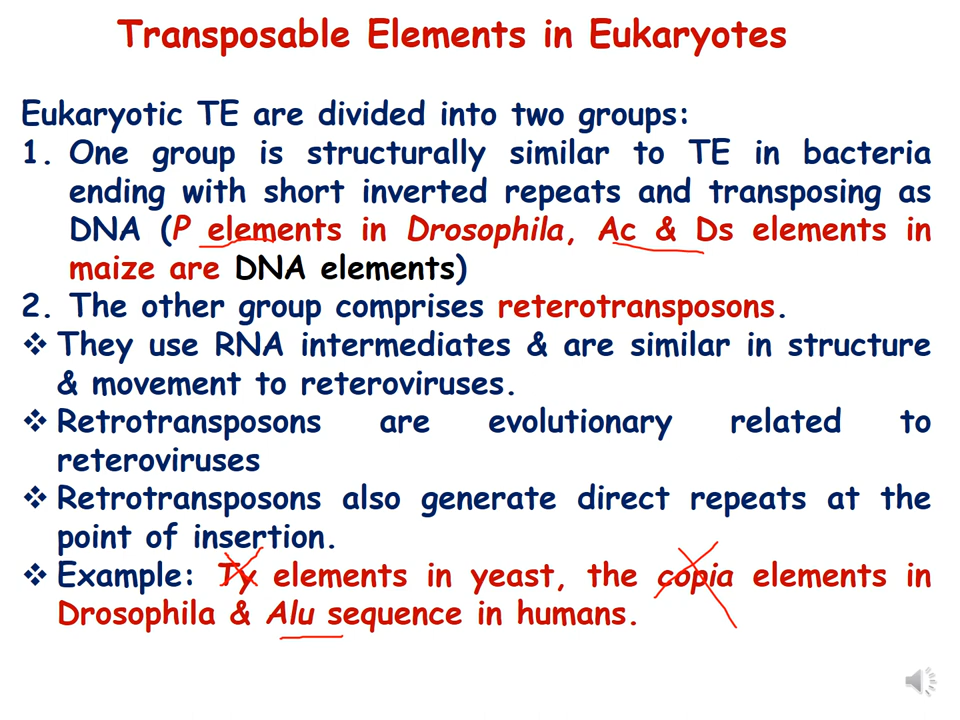 Transposable Elements in Eukaryotes
Eukaryotic TE are divided into two groups:
1. One group is structurally similar to TE in bacteria
ending with short inverted repeats and transposing as
DNA (P elements in Drosophila, Ac & Ds elements in
maize are DNA elements)
2. The other group comprises reterotransposons.
❖ They use RNA intermediates & are similar in structure
& movement to reteroviruses.
❖ Retrotransposons are evolutionary related to
reteroviruses
❖ Retrotransposons also generate direct repeats at the
point of insertion.
❖ Example: Ty elements in yeast, the copia elements in
Drosophila & Alu sequence in humans.